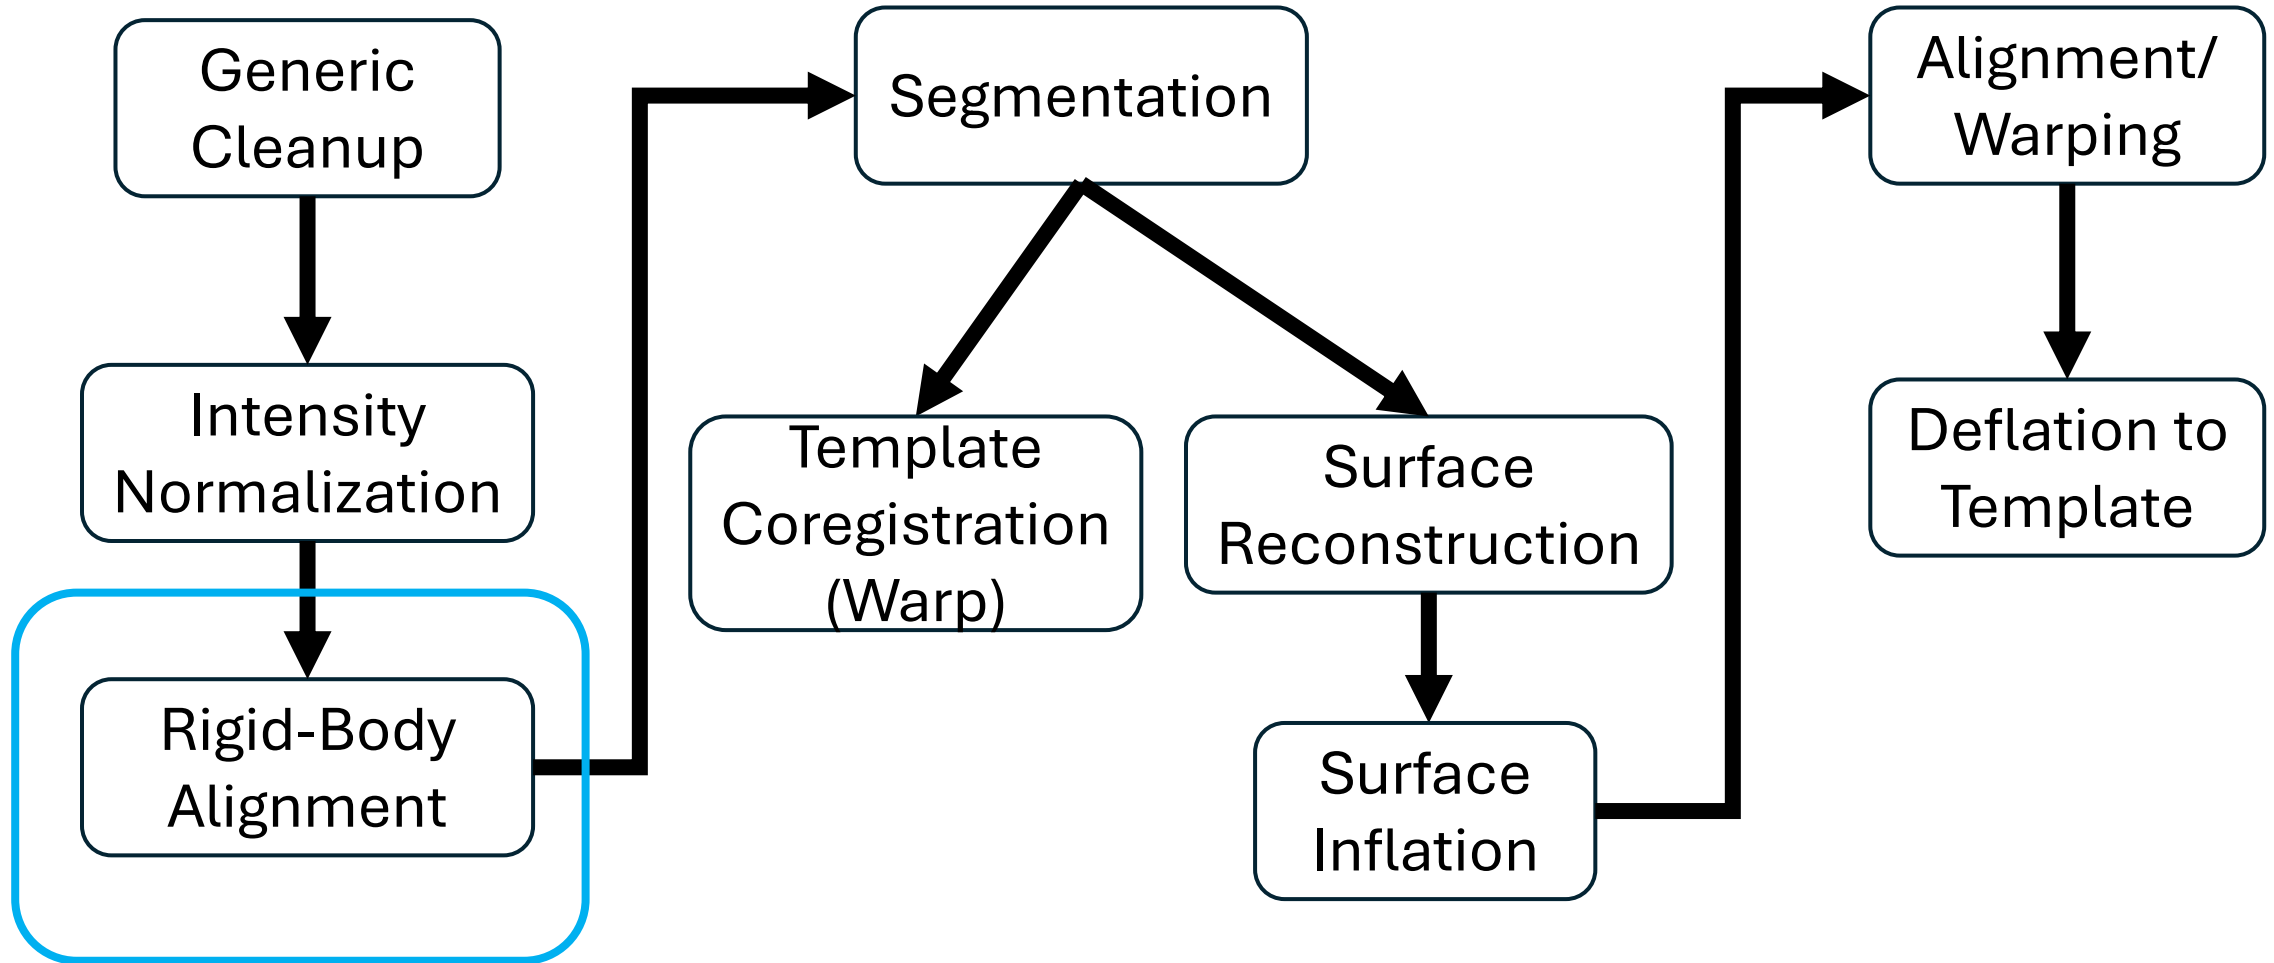 Generic
Cleanup
Intensity
Normalization
Rigid-Body
Alignment
Segmentation
Template
Coregistration
(Warp)
Surface
Reconstruction
Surface
Inflation
Alignment/
Warping
Deflation to
Template